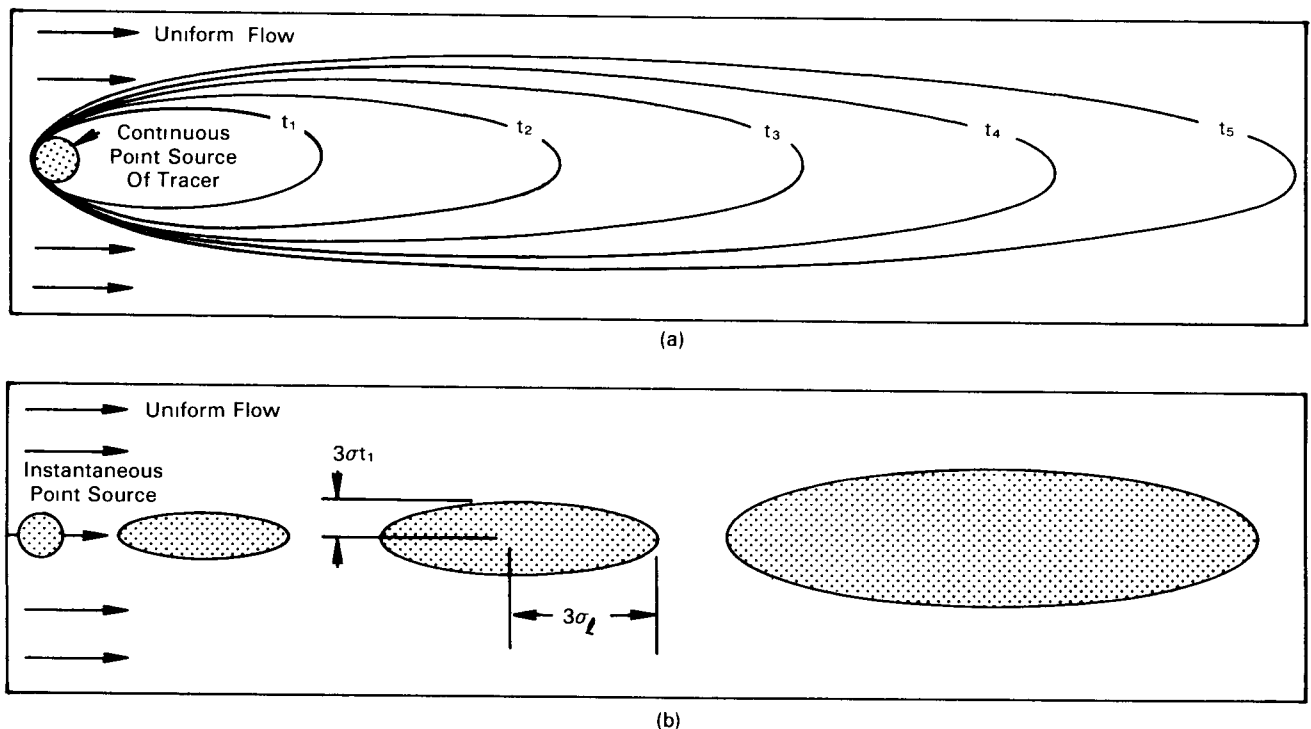 Uniform Flow
t₁
t₂
t₃
t₄
t₅
Continuous
Point Source
Of Tracer
(a)
Uniform Flow
3σt₁
Instantaneous
Point Source
3σℓ
(b)